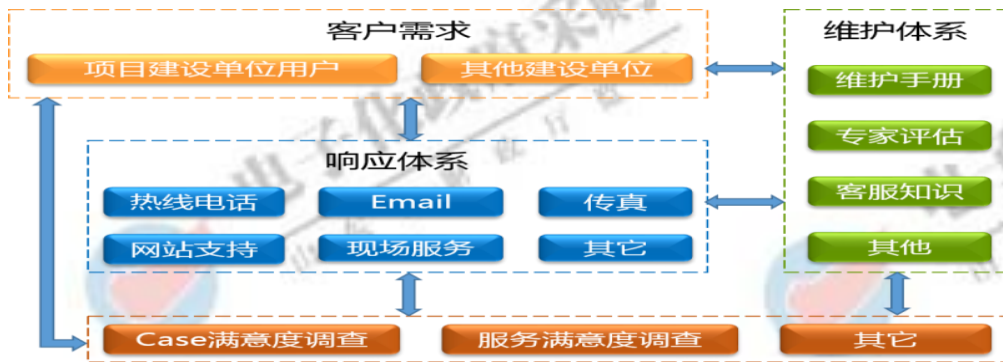 客户需求
项目建设单位用户
其他建设单位
响应体系
热线电话
Email
传真
网站支持
现场服务
其它
维护体系
维护手册
专家评估
客服知识
其他
Case满意度调查
服务满意度调查
其它